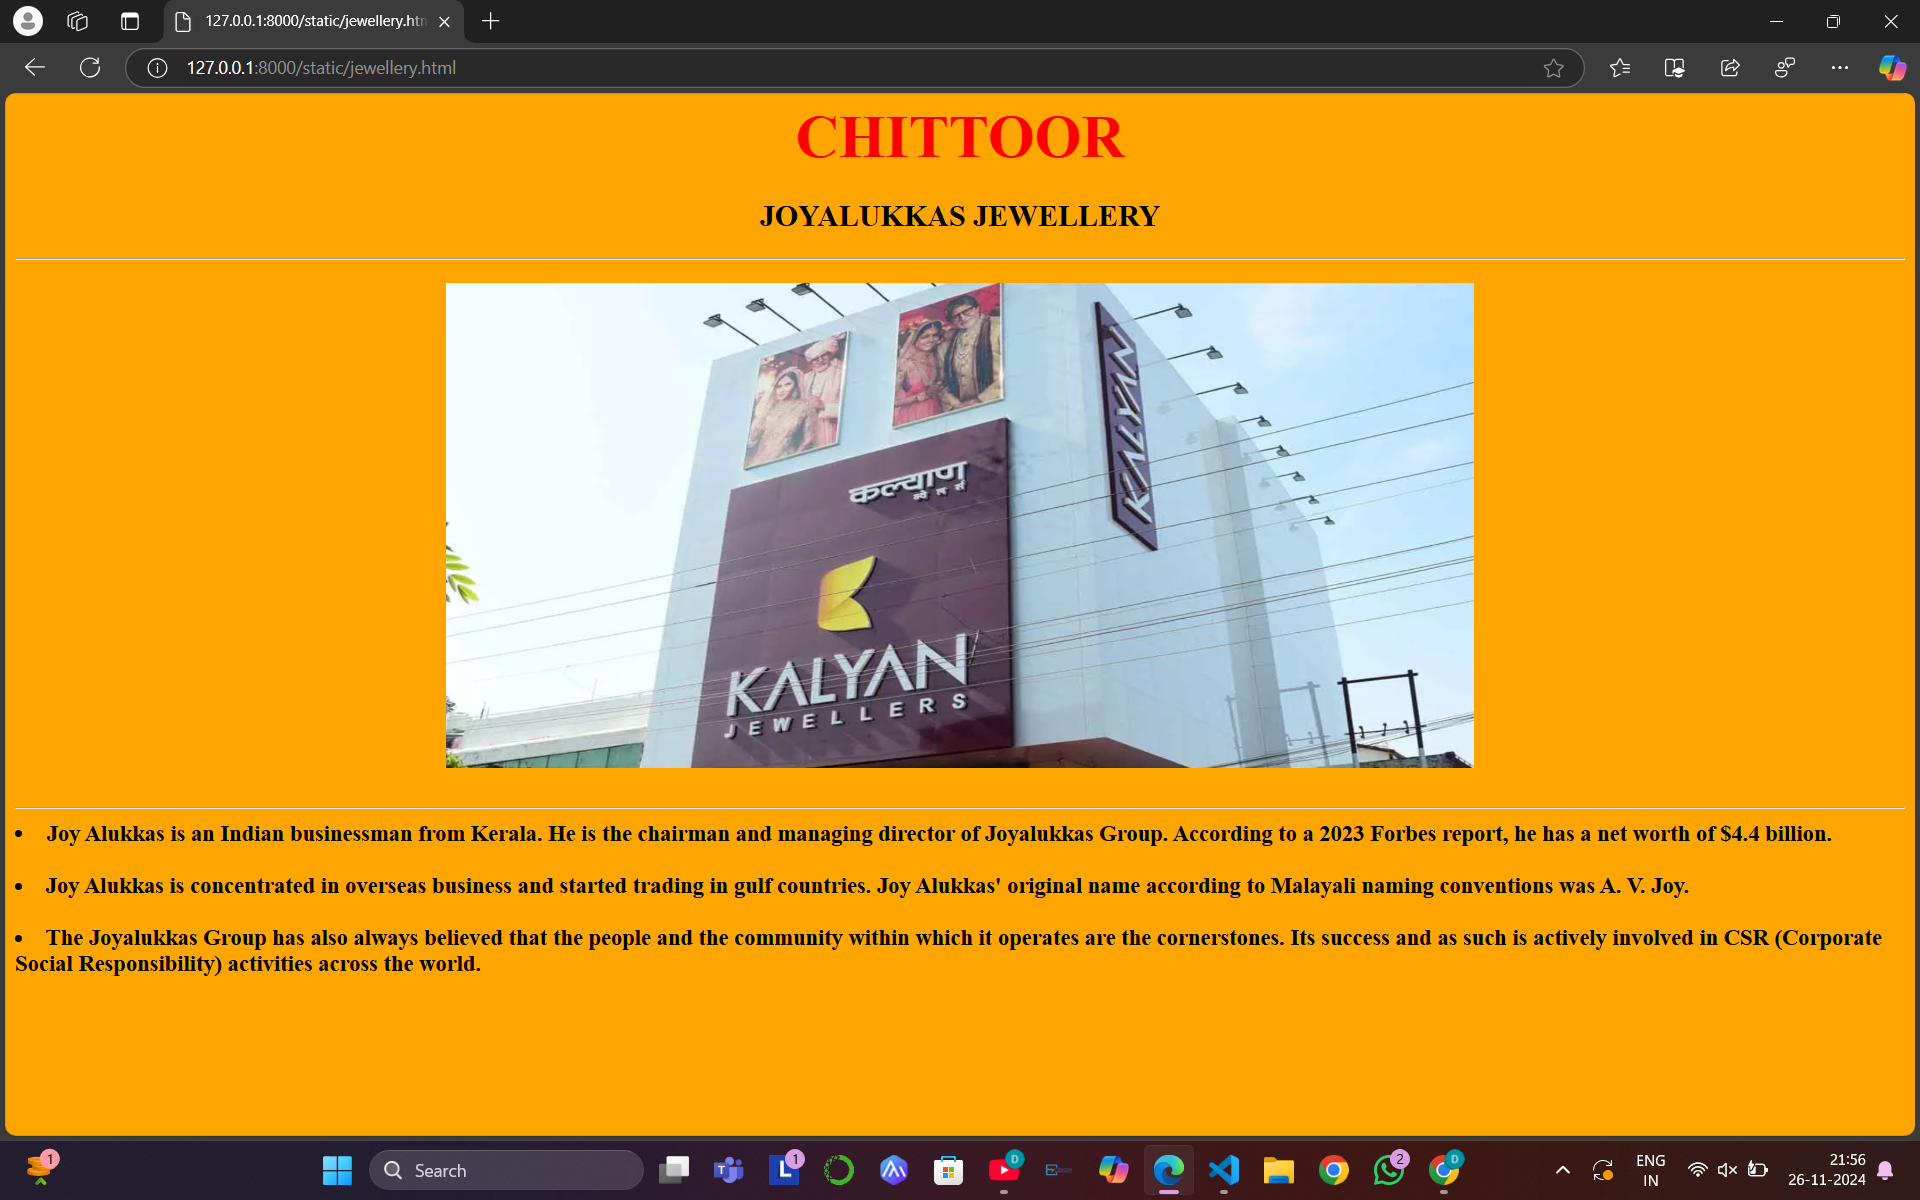 127.0.0.1:8000/static/jewellery.htm
127.0.0.1:8000/static/jewellery.html
CHITTOOR
JOYALUKKAS JEWELLERY
KALYAN
कल्याण
ज्वेलर्स
KALYAN
JEWELLERS
• Joy Alukkas is an Indian businessman from Kerala. He is the chairman and managing director of Joyalukkas Group. According to a 2023 Forbes report, he has a net worth of $4.4 billion.
• Joy Alukkas is concentrated in overseas business and started trading in gulf countries. Joy Alukkas' original name according to Malayali naming conventions was A. V. Joy.
• The Joyalukkas Group has also always believed that the people and the community within which it operates are the cornerstones. Its success and as such is actively involved in CSR (Corporate
Social Responsibility) activities across the world.
1
Search
1
D
2
D
ENG
IN
21:56
26-11-2024